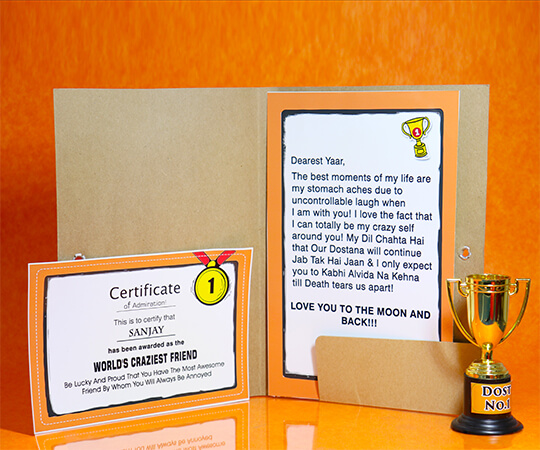 Certificate
of Admiration!
This is to certify that
SANJAY
has been awarded as the
WORLD'S CRAZIEST FRIEND
Be Lucky And Proud That You Have The Most Awesome
Friend By Whom You Will Always Be Annoyed
1
1
Dearest Yaar,
The best moments of my life are
my stomach aches due to
uncontrollable laugh when
I am with you! I love the fact that
I can totally be my crazy self
around you! My Dil Chahta Hai
that Our Dostana will continue
Jab Tak Hai Jaan & I only expect
you to Kabhi Alvida Na Kehna
till Death tears us apart!
LOVE YOU TO THE MOON AND
BACK!!!
DOST
NO.1